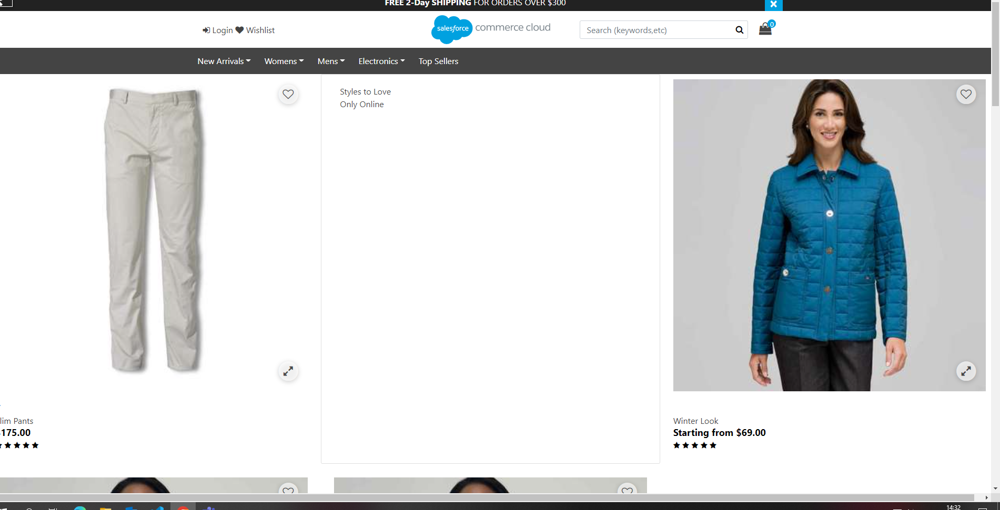 FREE 2-Day SHIPPING FOR ORDERS OVER $300
Login Wishlist
salesforce commerce cloud
Search (keywords,etc)
0
New Arrivals Womens Mens Electronics Top Sellers
Styles to Love
Only Online
lim Pants
$175.00
Winter Look
Starting from $69.00
14:32